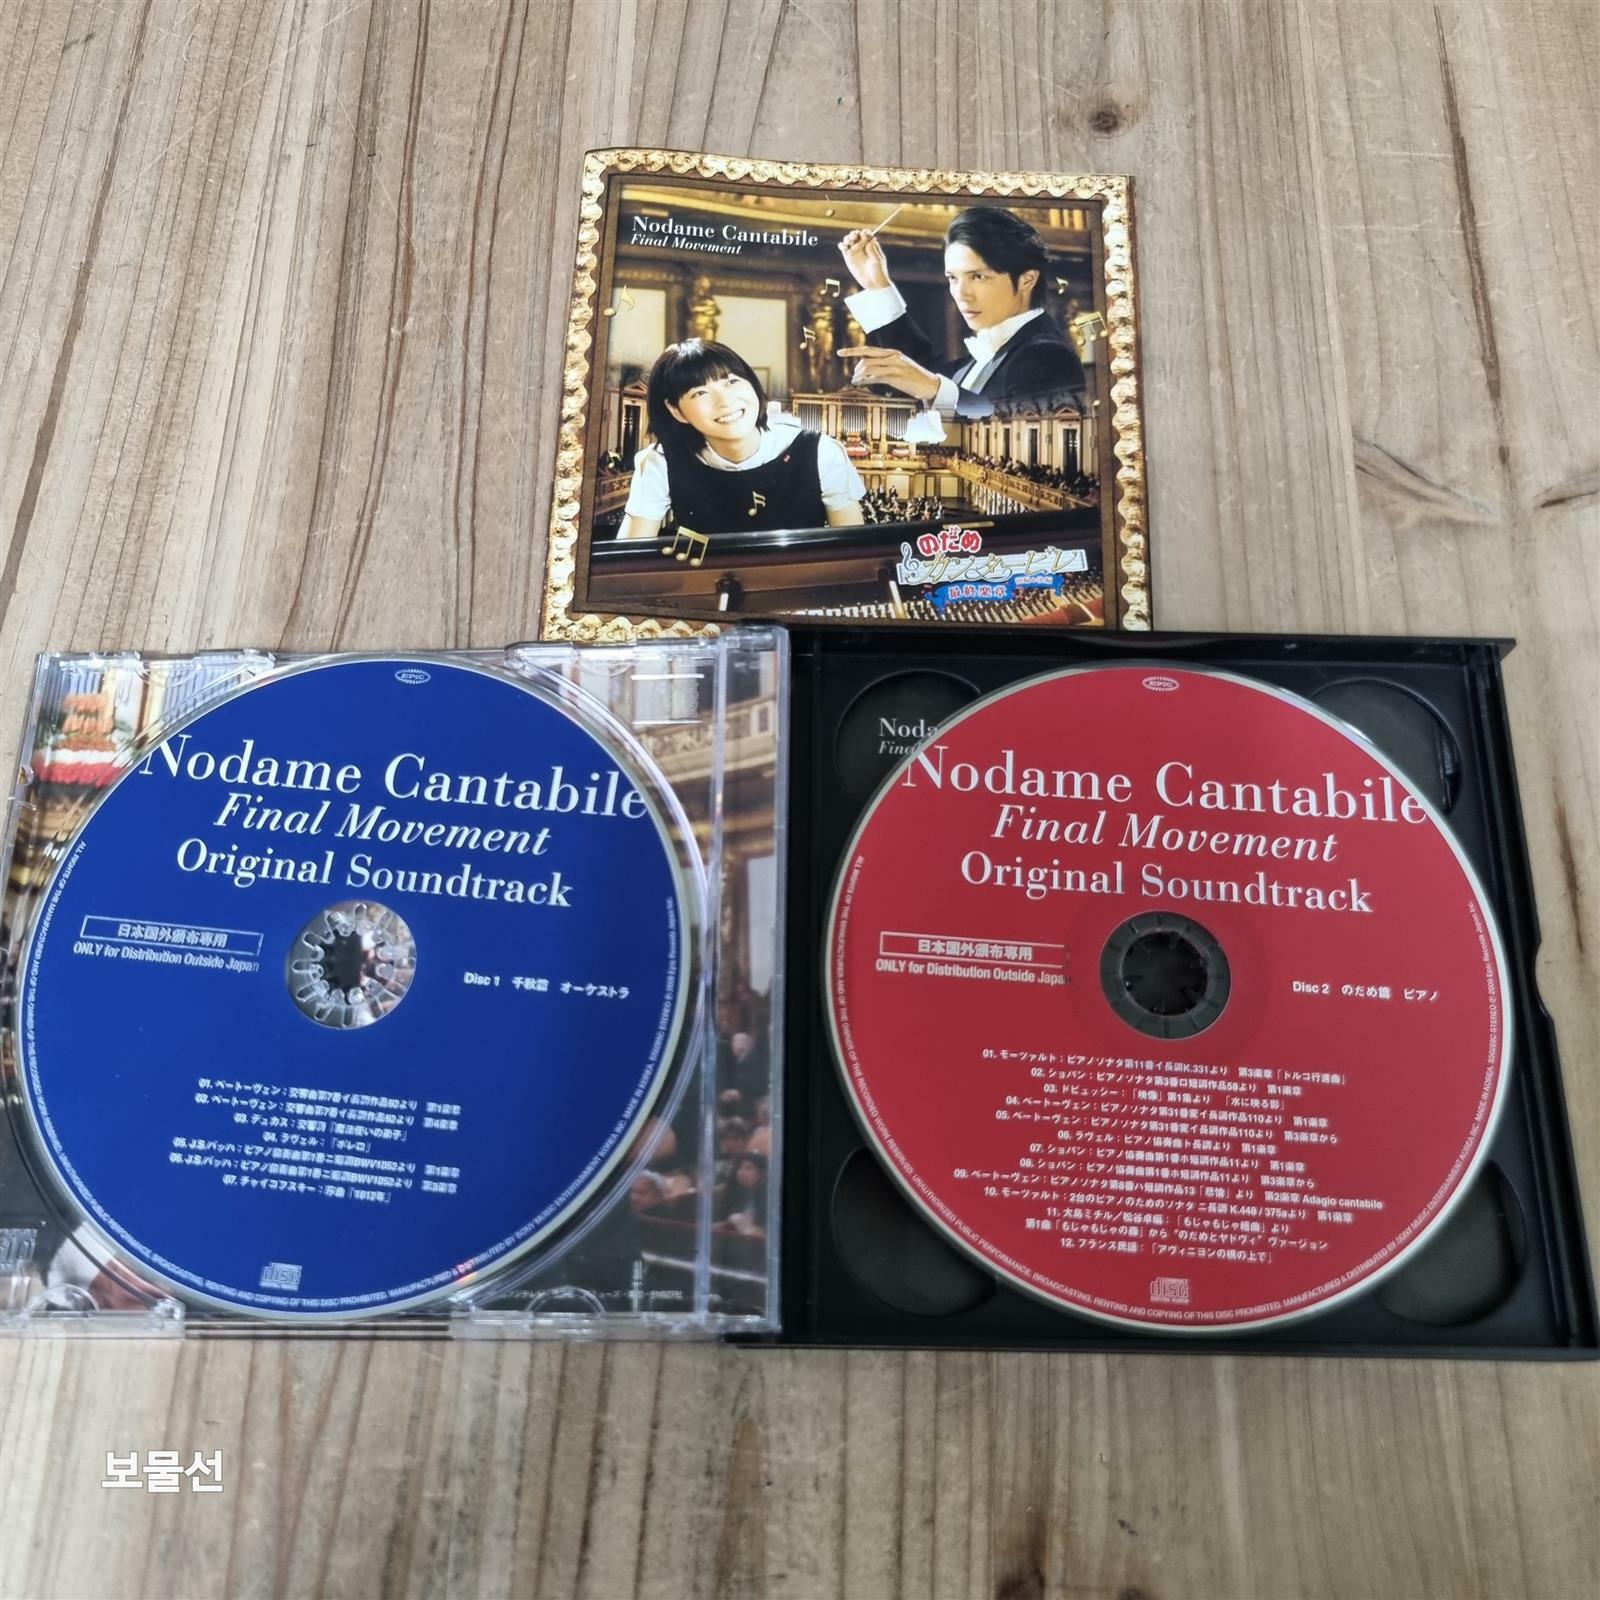 Nodame Cantabile
Final Movement
のだめ
カンタービレ
最終楽章
EPIC
Nodame Cantabile
Final Movement
Original Soundtrack
日本国外頒布専用
ONLY for Distribution Outside Japan
Disc 1 千秋篇 オーケストラ
01. ベートーヴェン：交響曲第7番イ長調作品92より 第1楽章
02. ベートーヴェン：交響曲第7番イ長調作品92より 第4楽章
03. デュカス：交響詩「魔法使いの弟子」
04. ラヴェル：「ボレロ」
05. J.S.バッハ：ピアノ協奏曲第1番ニ短調BWV1052より 第1楽章
06. J.S.バッハ：ピアノ協奏曲第1番ニ短調BWV1052より 第3楽章
07. チャイコフスキー：序曲「1812年」
disc
EPIC
Noda
Fina
Nodame Cantabile
Final Movement
Original Soundtrack
日本国外頒布専用
ONLY for Distribution Outside Japa
Disc 2 のだめ篇 ピアノ
01. モーツァルト：ピアノソナタ第11番イ長調K.331より 第3楽章「トルコ行進曲」
02. ショパン：ピアノソナタ第3番ロ短調作品58より 第1楽章
03. ドビュッシー：「映像」第1集より 「水に映る影」
04. ベートーヴェン：ピアノソナタ第31番変イ長調作品110より 第1楽章
05. ベートーヴェン：ピアノソナタ第31番変イ長調作品110より 第3楽章から
06. ラヴェル：ピアノ協奏曲ト長調より 第1楽章
07. ショパン：ピアノ協奏曲第1番ホ短調作品11より 第1楽章
08. ショパン：ピアノ協奏曲第1番ホ短調作品11より 第3楽章から
09. ベートーヴェン：ピアノソナタ第8番ハ短調作品13「悲愴」より 第2楽章 Adagio cantabile
10. モーツァルト：2台のピアノのためのソナタ ニ長調 K.448 / 375aより 第1楽章
11. 大島ミチル／松谷卓編：「もじゃもじゃ組曲」より
第1曲「もじゃもじゃの森」から "のだめとヤドヴィ" ヴァージョン
12. フランス民謡：「アヴィニヨンの橋の上で」
COMPACT
disc
DIGITAL AUDIO
보물선